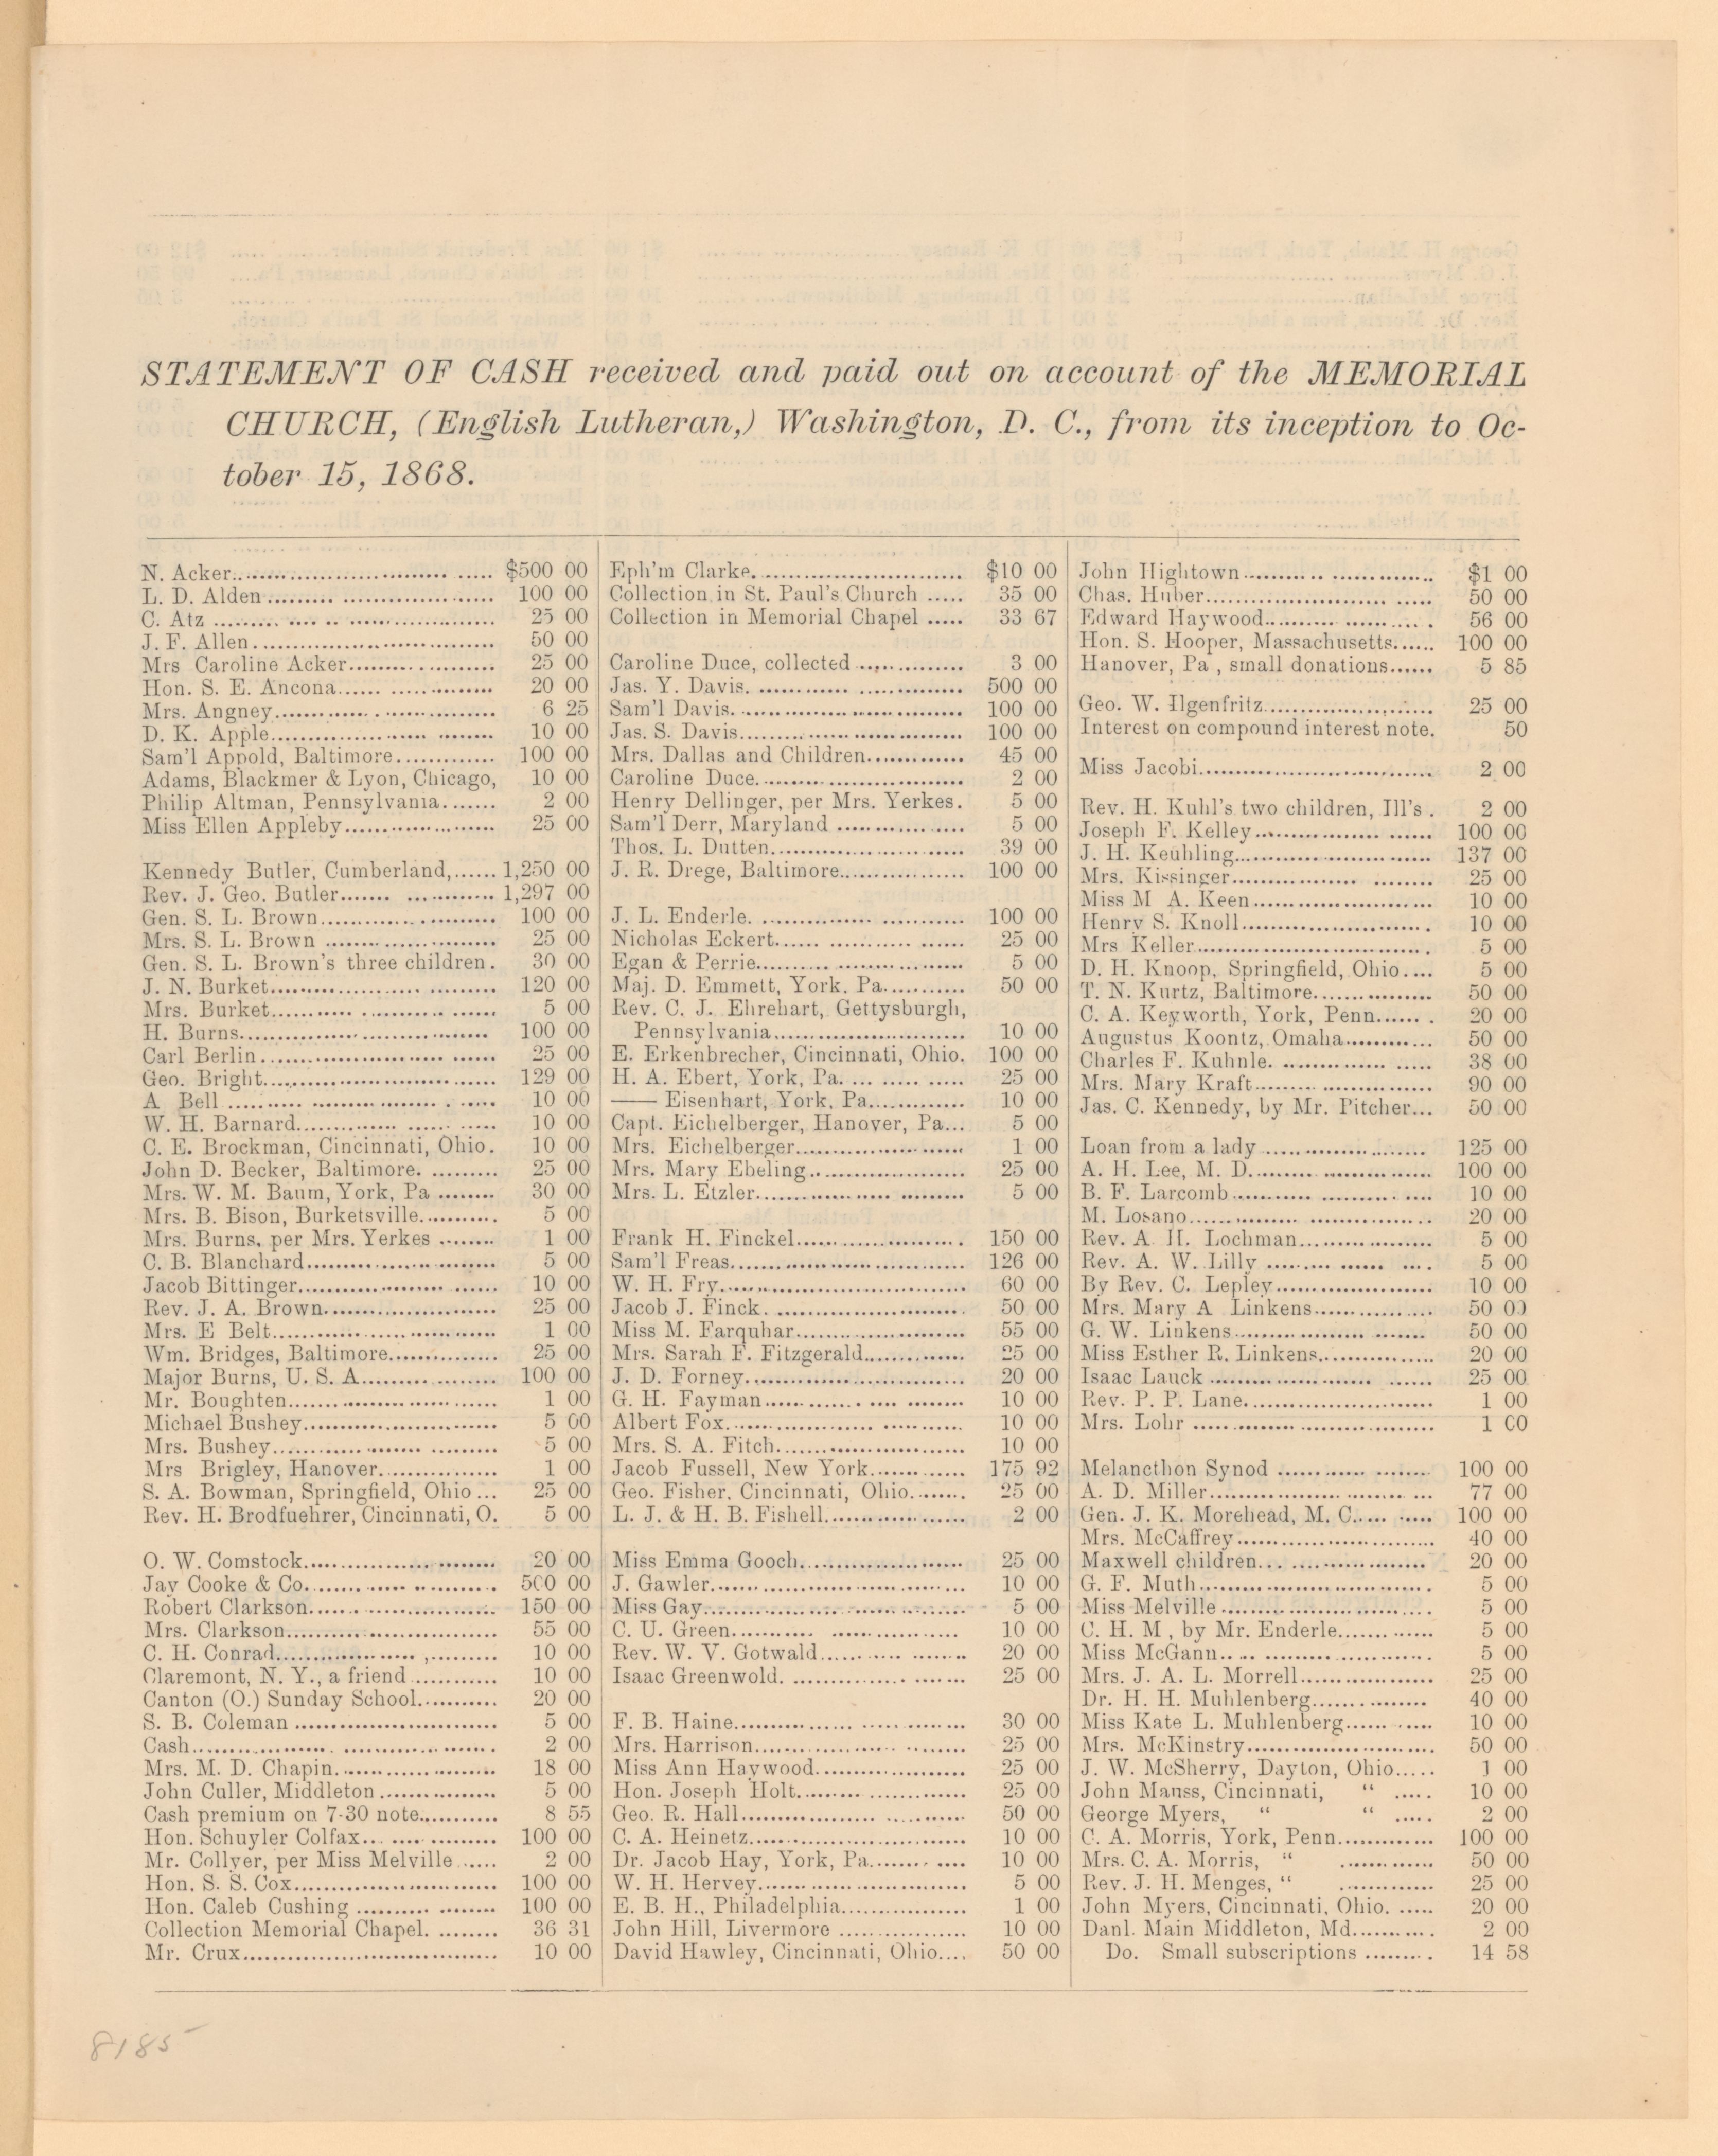 STATEMENT OF CASH received and paid out on account of the MEMORIAL
CHURCH, (English Lutheran,) Washington, D. C., from its inception to Oc-
tober 15, 1868.
N. Acker $500 00
L. D. Alden 100 00
C. Atz 25 00
J. F. Allen 50 00
Mrs Caroline Acker 25 00
Hon. S. E. Ancona 20 00
Mrs. Angney 6 25
D. K. Apple 10 00
Sam'l Appold, Baltimore 100 00
Adams, Blackmer & Lyon, Chicago, 10 00
Philip Altman, Pennsylvania 2 00
Miss Ellen Appleby 25 00
Kennedy Butler, Cumberland, 1,250 00
Rev. J. Geo. Butler 1,297 00
Gen. S. L. Brown 100 00
Mrs. S. L. Brown 25 00
Gen. S. L. Brown's three children. 30 00
J. N. Burket 120 00
Mrs. Burket 5 00
H. Burns 100 00
Carl Berlin 25 00
Geo. Bright 129 00
A Bell 10 00
W. H. Barnard 10 00
C. E. Brockman, Cincinnati, Ohio. 10 00
John D. Becker, Baltimore. 25 00
Mrs. W. M. Baum, York, Pa 30 00
Mrs. B. Bison, Burketsville 5 00
Mrs. Burns, per Mrs. Yerkes 1 00
C. B. Blanchard 5 00
Jacob Bittinger 10 00
Rev. J. A. Brown 25 00
Mrs. E Belt 1 00
Wm. Bridges, Baltimore 25 00
Major Burns, U. S. A 100 00
Mr. Boughten 1 00
Michael Bushey 5 00
Mrs. Bushey 5 00
Mrs Brigley, Hanover 1 00
S. A. Bowman, Springfield, Ohio 25 00
Rev. H. Brodfuehrer, Cincinnati, O. 5 00
O. W. Comstock 20 00
Jay Cooke & Co. 500 00
Robert Clarkson 150 00
Mrs. Clarkson 55 00
C. H. Conrad 10 00
Claremont, N. Y., a friend 10 00
Canton (O.) Sunday School 20 00
S. B. Coleman 5 00
Cash 2 00
Mrs. M. D. Chapin 18 00
John Culler, Middleton 5 00
Cash premium on 7-30 note 8 55
Hon. Schuyler Colfax 100 00
Mr. Collyer, per Miss Melville 2 00
Hon. S. S. Cox 100 00
Hon. Caleb Cushing 100 00
Collection Memorial Chapel. 36 31
Mr. Crux 10 00
Eph'm Clarke $10 00
Collection in St. Paul's Church 35 00
Collection in Memorial Chapel 33 67
Caroline Duce, collected 3 00
Jas. Y. Davis. 500 00
Sam'l Davis. 100 00
Jas. S. Davis 100 00
Mrs. Dallas and Children 45 00
Caroline Duce 2 00
Henry Dellinger, per Mrs. Yerkes. 5 00
Sam'l Derr, Maryland 5 00
Thos. L. Dutten 39 00
J. R. Drege, Baltimore 100 00
J. L. Enderle. 100 00
Nicholas Eckert 25 00
Egan & Perrie 5 00
Maj. D. Emmett, York. Pa 50 00
Rev. C. J. Ehrehart, Gettysburgh,
Pennsylvania 10 00
E. Erkenbrecher, Cincinnati, Ohio. 100 00
H. A. Ebert, York, Pa. 25 00
—— Eisenhart, York, Pa 10 00
Capt. Eichelberger, Hanover, Pa 5 00
Mrs. Eichelberger 1 00
Mrs. Mary Ebeling 25 00
Mrs. L. Etzler 5 00
Frank H. Finckel 150 00
Sam'l Freas 126 00
W. H. Fry 60 00
Jacob J. Finck. 50 00
Miss M. Farquhar 55 00
Mrs. Sarah F. Fitzgerald 25 00
J. D. Forney 20 00
G. H. Fayman 10 00
Albert Fox 10 00
Mrs. S. A. Fitch 10 00
Jacob Fussell, New York 175 92
Geo. Fisher, Cincinnati, Ohio 25 00
L. J. & H. B. Fishell 2 00
Miss Emma Gooch 25 00
J. Gawler 10 00
Miss Gay 5 00
C. U. Green 10 00
Rev. W. V. Gotwald 20 00
Isaac Greenwold. 25 00
F. B. Haine 30 00
Mrs. Harrison 25 00
Miss Ann Haywood 25 00
Hon. Joseph Holt 25 00
Geo. R. Hall 50 00
C. A. Heinetz 10 00
Dr. Jacob Hay, York, Pa 10 00
W. H. Hervey 5 00
E. B. H., Philadelphia 1 00
John Hill, Livermore 10 00
David Hawley, Cincinnati, Ohio 50 00
John Hightown $1 00
Chas. Huber 50 00
Edward Haywood 56 00
Hon. S. Hooper, Massachusetts 100 00
Hanover, Pa , small donations 5 85
Geo. W. Ilgenfritz 25 00
Interest on compound interest note. 50
Miss Jacobi 2 00
Rev. H. Kuhl's two children, Ill's . 2 00
Joseph F. Kelley 100 00
J. H. Keuhling 137 00
Mrs. Kissinger 25 00
Miss M A. Keen 10 00
Henry S. Knoll 10 00
Mrs Keller 5 00
D. H. Knoop, Springfield, Ohio 5 00
T. N. Kurtz, Baltimore 50 00
C. A. Keyworth, York, Penn 20 00
Augustus Koontz, Omaha 50 00
Charles F. Kuhnle. 38 00
Mrs. Mary Kraft 90 00
Jas. C. Kennedy, by Mr. Pitcher 50 00
Loan from a lady 125 00
A. H. Lee, M. D. 100 00
B. F. Larcomb 10 00
M. Losano 20 00
Rev. A. H. Lochman 5 00
Rev. A. W. Lilly 5 00
By Rev. C. Lepley 10 00
Mrs. Mary A Linkens 50 00
G. W. Linkens 50 00
Miss Esther R. Linkens 20 00
Isaac Lauck 25 00
Rev. P. P. Lane 1 00
Mrs. Lohr 1 00
Melancthon Synod 100 00
A. D. Miller 77 00
Gen. J. K. Morehead, M. C. 100 00
Mrs. McCaffrey 40 00
Maxwell children 20 00
G. F. Muth 5 00
Miss Melville 5 00
C. H. M , by Mr. Enderle 5 00
Miss McGann 5 00
Mrs. J. A. L. Morrell 25 00
Dr. H. H. Muhlenberg 40 00
Miss Kate L. Muhlenberg 10 00
Mrs. McKinstry 50 00
J. W. McSherry, Dayton, Ohio 1 00
John Manss, Cincinnati, “ 10 00
George Myers, “ “ 2 00
C. A. Morris, York, Penn 100 00
Mrs. C. A. Morris, “ 50 00
Rev. J. H. Menges, “ 25 00
John Myers, Cincinnati, Ohio. 20 00
Danl. Main Middleton, Md 2 00
Do. Small subscriptions 14 58
8185